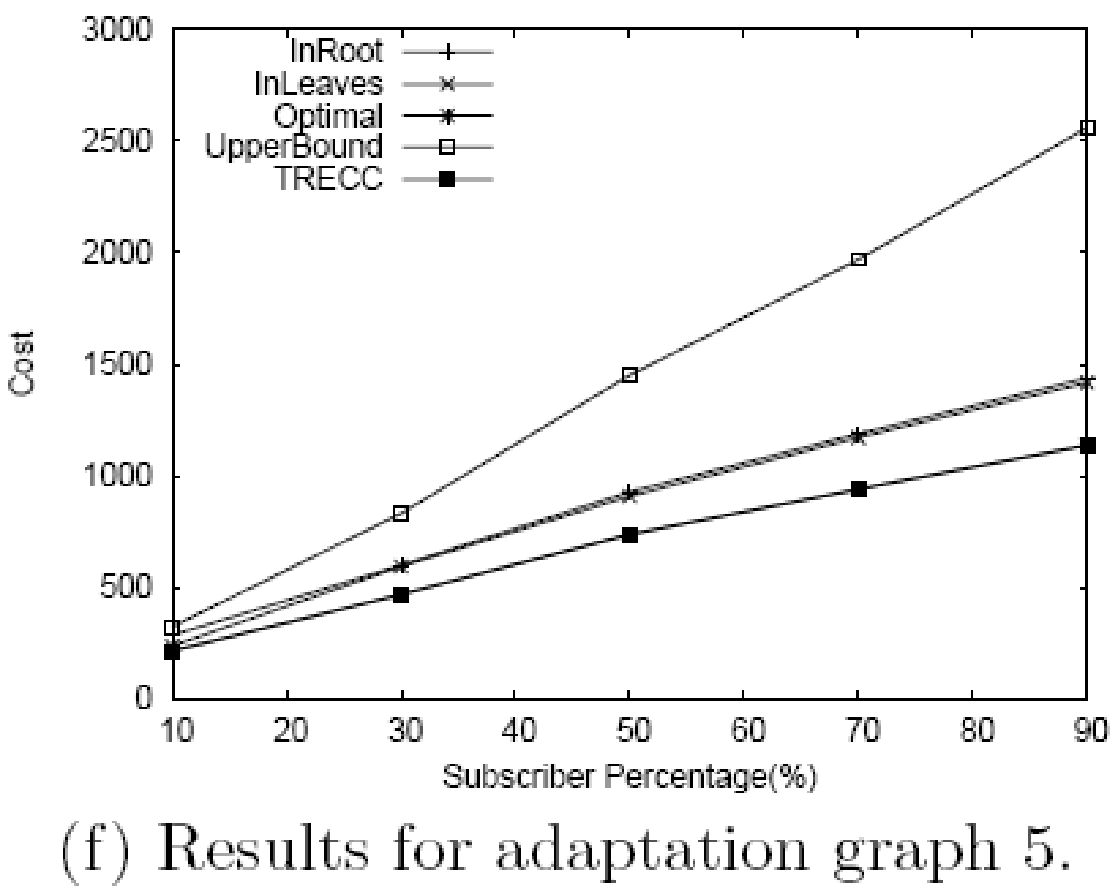 3000
2500
2000
1500
1000
500
0
Cost
InRoot
InLeaves
Optimal
UpperBound
TRECC
10 20 30 40 50 60 70 80 90
Subscriber Percentage(%)
(f) Results for adaptation graph 5.